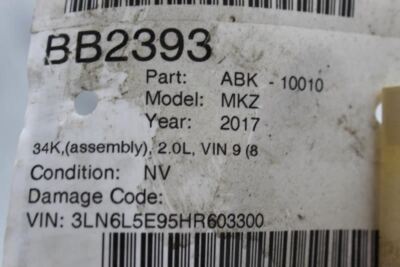 BB2393
Part: ABK - 10010
Model: MKZ
Year: 2017
34K,(assembly), 2.0L, VIN 9 (8
Condition: NV
Damage Code:
VIN: 3LN6L5E95HR603300